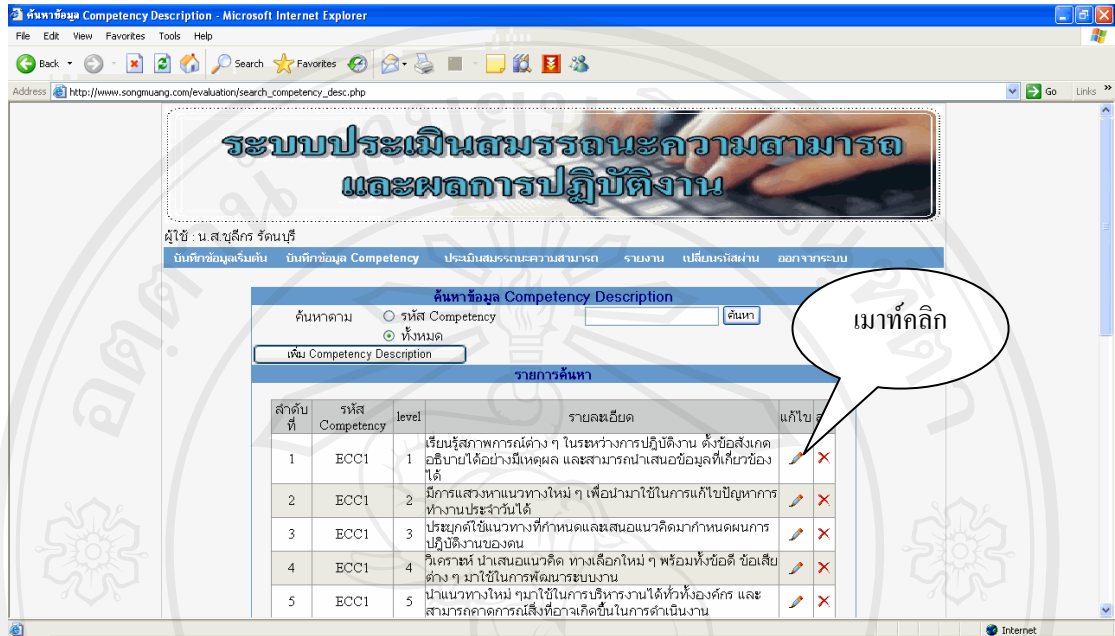 ค้นหาข้อมูล Competency Description - Microsoft Internet Explorer
File Edit View Favorites Tools Help
Back Search Favorites
Address http://www.songmuang.com/evaluation/search_competency_desc.php Go Links »
ระบบประเมินสมรรถนะความสามารถ
และผลการปฏิบัติงาน
ผู้ใช้ : น.ส.ชุลีกร รัตนบุรี
บันทึกข้อมูลเริ่มต้น บันทึกข้อมูล Competency ประเมินสมรรถนะความสามารถ รายงาน เปลี่ยนรหัสผ่าน ออกจากระบบ
ค้นหาข้อมูล Competency Description
ค้นหาตาม รหัส Competency ค้นหา
ทั้งหมด
เพิ่ม Competency Description
เมาท์คลิก
รายการค้นหา
ลำดับที่ รหัส Competency level รายละเอียด แก้ไข
เรียนรู้สภาพการณ์ต่าง ๆ ในระหว่างการปฎิบัติงาน ตั้งข้อสังเกต
1 ECC1 1 อธิบายได้อย่างมีเหตุผล และสามารถนำเสนอข้อมูลที่เกี่ยวข้อง
ได้
2 ECC1 2 มีการแสวงหาแนวทางใหม่ ๆ เพื่อนำมาใช้ในการแก้ไขปัญหาการ
ทำงานประจำวันได้
3 ECC1 3 ประยุกต์ใช้แนวทางที่กำหนดและเสนอแนวคิดมากำหนดผนการ
ปฎิบัติงานของตน
4 ECC1 4 วิเคราะห์ นำเสนอแนวคิด ทางเลือกใหม่ ๆ พร้อมทั้งข้อดี ข้อเสีย
ต่าง ๆ มาใช้ในการพัฒนาระบบงาน
5 ECC1 5 นำแนวทางใหม่ ๆมาใช้ในการบริหารงานได้ทั่วทั้งองค์กร และ
สามารถคาดการณ์สิ่งที่อาจเกิดขึ้นในการดำเนินงาน
Internet